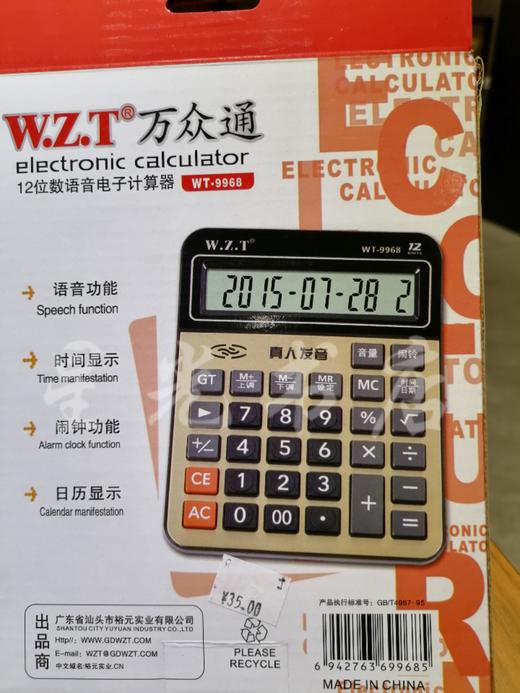 ELECTRONIC
CALCULATO
W.Z.T® 万众通
electronic calculator
12位数语音电子计算器 WT-9968
W.Z.T®
WT-9968 12
2015-07-28 2
真人发音
音量 闹铃
GT M+ 上调 M- 下调 MR 设定 MC 时间 日期
► 7 8 9 % √
+/- 4 5 6 × ÷
CE 1 2 3 + −
AC 0 00 • =
语音功能
Speech function
时间显示
Time manifestation
闹钟功能
Alarm clock function
日历显示
Calendar manifestation
¥35.00
出品商
广东省汕头市裕元实业有限公司
SHANTOU CITY YUYUAN INDUSTRY CO.,LTD
Http//: WWW.GDWZT.COM
E-mail: WZT@GDWZT.COM
中文域名:裕元实业.CN
PLEASE
RECYCLE
产品执行标准号: GB/T4967-95
6 942763 699685
MADE IN CHINA